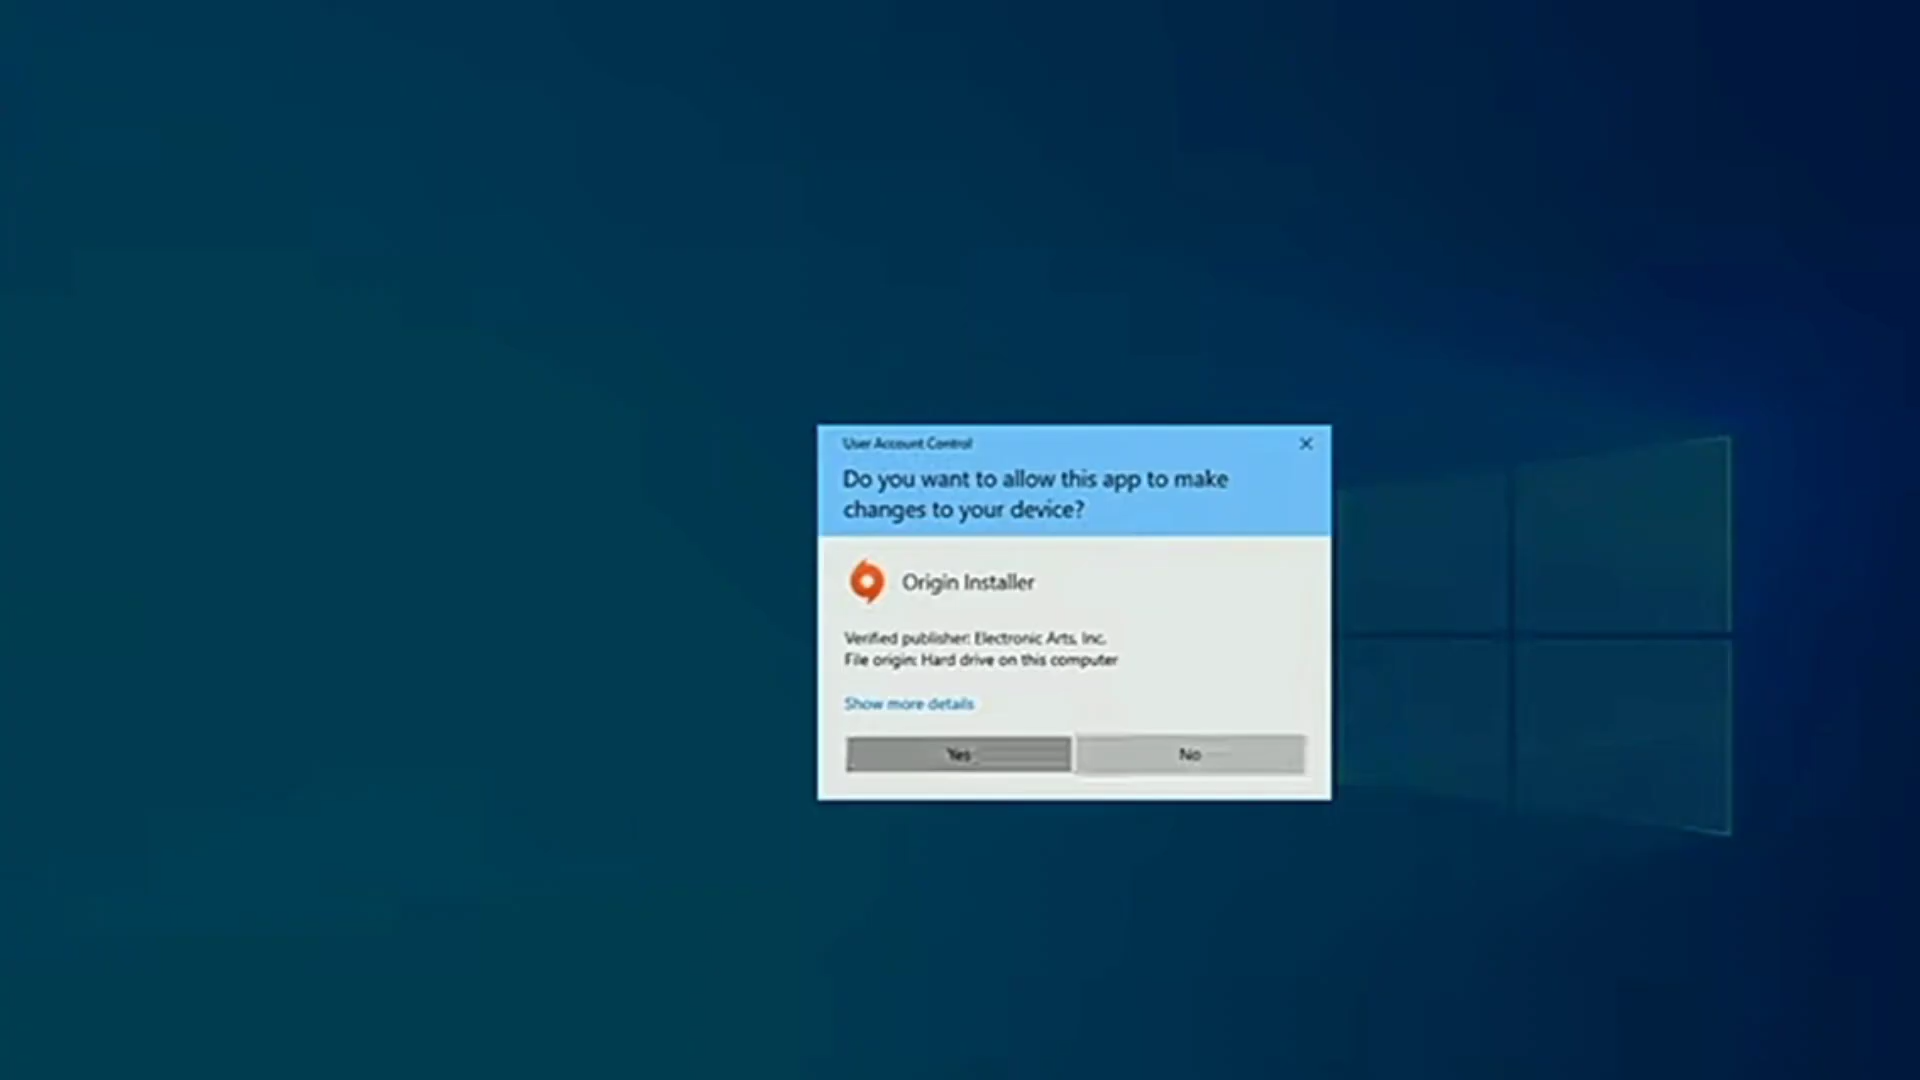 User Account Control
Do you want to allow this app to make
changes to your device?
Origin Installer
Verified publisher: Electronic Arts, Inc.
File origin: Hard drive on this computer
Show more details
Yes
No